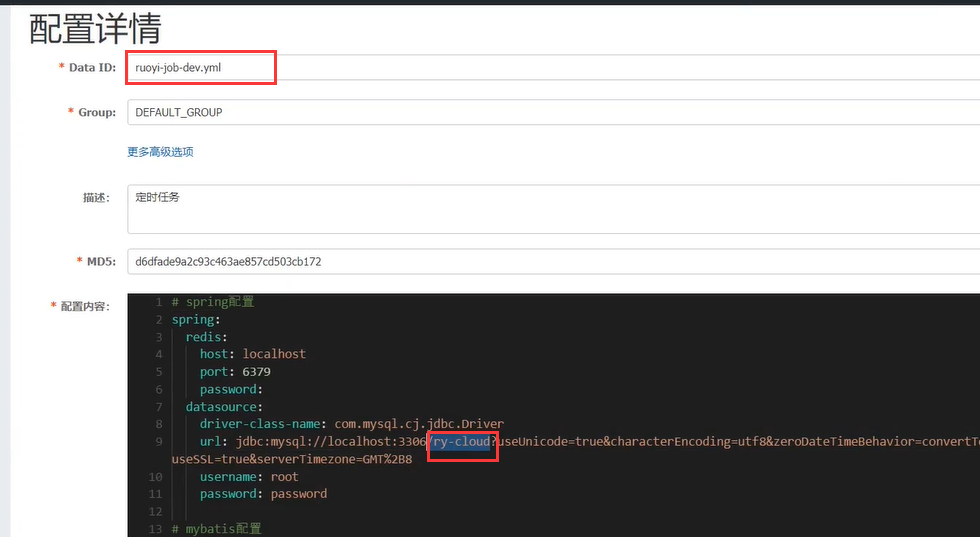 配置详情
* Data ID: ruoyi-job-dev.yml
* Group: DEFAULT_GROUP
更多高级选项
描述: 定时任务
* MD5: d6dfade9a2c93c463ae857cd503cb172
* 配置内容:
1 # spring配置
2 spring:
3 redis:
4 host: localhost
5 port: 6379
6 password:
7 datasource:
8 driver-class-name: com.mysql.cj.jdbc.Driver
9 url: jdbc:mysql://localhost:3306/ry-cloud?useUnicode=true&characterEncoding=utf8&zeroDateTimeBehavior=convertT
useSSL=true&serverTimezone=GMT%2B8
10 username: root
11 password: password
12
13 # mybatis配置